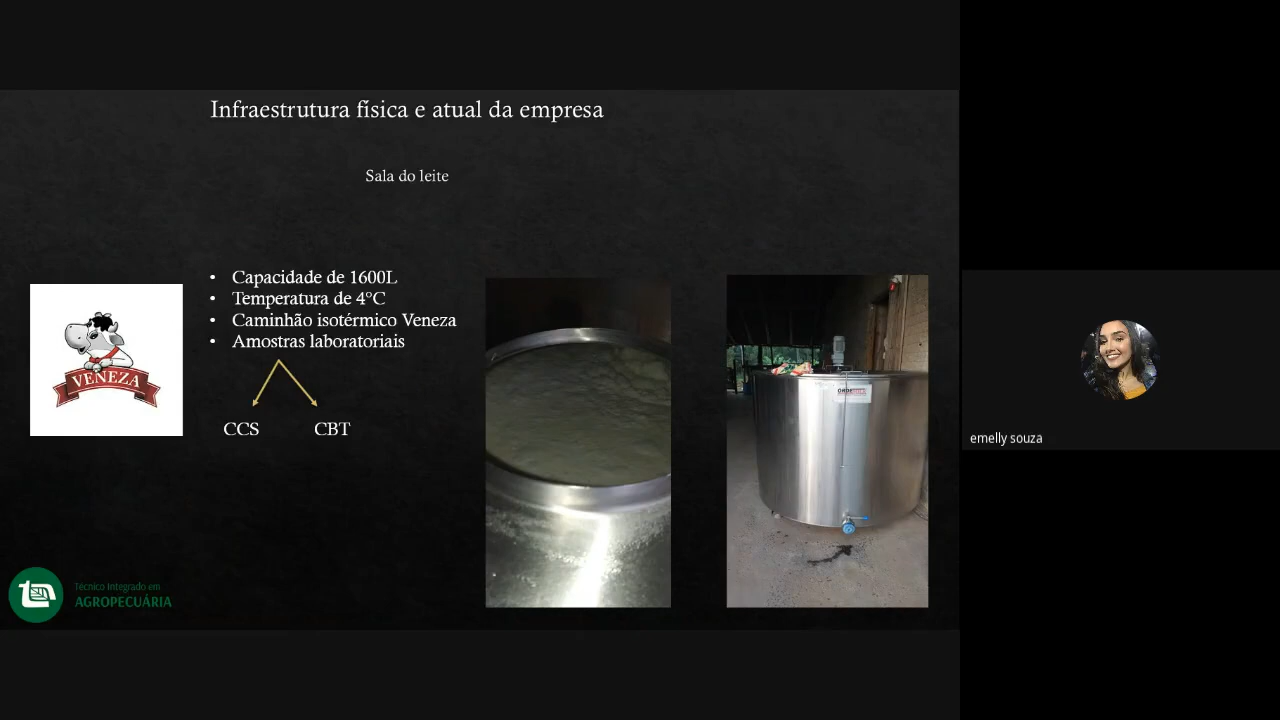 Infraestrutura física e atual da empresa
Sala do leite
• Capacidade de 1600L
• Temperatura de 4ºC
• Caminhão isotérmico Veneza
• Amostras laboratoriais
VENEZA
CCS
CBT
Técnico Integrado em
AGROPECUÁRIA
emelly souza